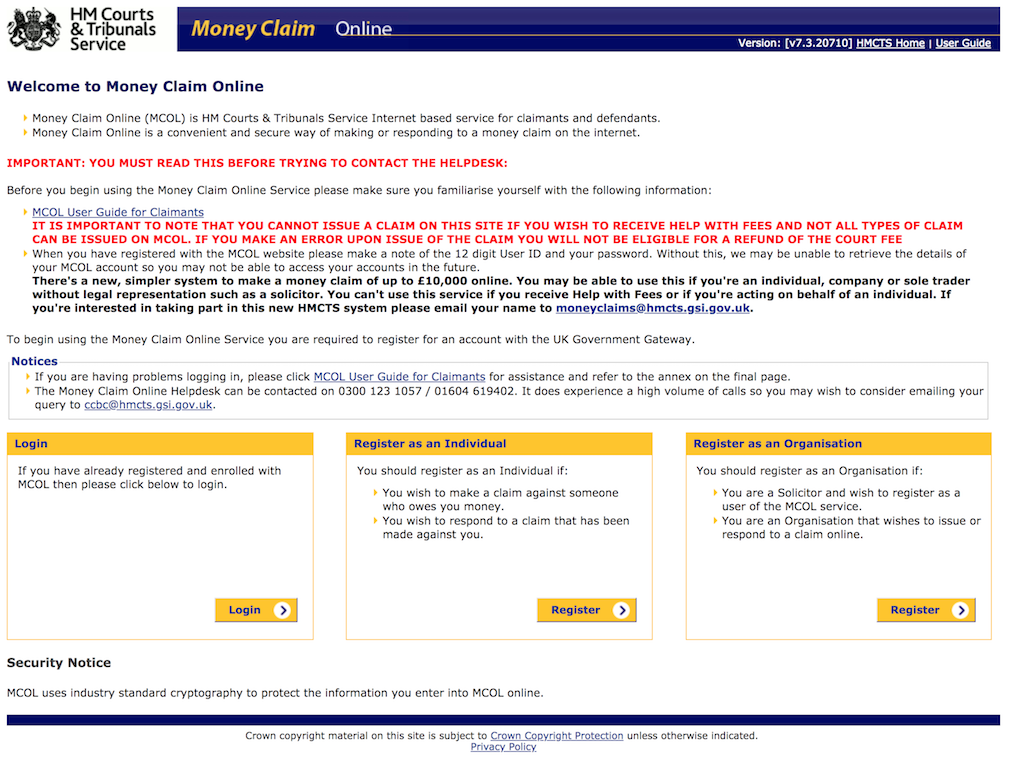 HM Courts
& Tribunals
Service
Money Claim Online
Version: [v7.3.20710] HMCTS Home | User Guide
Welcome to Money Claim Online
Money Claim Online (MCOL) is HM Courts & Tribunals Service Internet based service for claimants and defendants.
Money Claim Online is a convenient and secure way of making or responding to a money claim on the internet.
IMPORTANT: YOU MUST READ THIS BEFORE TRYING TO CONTACT THE HELPDESK:
Before you begin using the Money Claim Online Service please make sure you familiarise yourself with the following information:
MCOL User Guide for Claimants
IT IS IMPORTANT TO NOTE THAT YOU CANNOT ISSUE A CLAIM ON THIS SITE IF YOU WISH TO RECEIVE HELP WITH FEES AND NOT ALL TYPES OF CLAIM
CAN BE ISSUED ON MCOL. IF YOU MAKE AN ERROR UPON ISSUE OF THE CLAIM YOU WILL NOT BE ELIGIBLE FOR A REFUND OF THE COURT FEE
When you have registered with the MCOL website please make a note of the 12 digit User ID and your password. Without this, we may be unable to retrieve the details of
your MCOL account so you may not be able to access your accounts in the future.
There's a new, simpler system to make a money claim of up to £10,000 online. You may be able to use this if you're an individual, company or sole trader
without legal representation such as a solicitor. You can't use this service if you receive Help with Fees or if you're acting on behalf of an individual. If
you're interested in taking part in this new HMCTS system please email your name to moneyclaims@hmcts.gsi.gov.uk.
To begin using the Money Claim Online Service you are required to register for an account with the UK Government Gateway.
Notices
If you are having problems logging in, please click MCOL User Guide for Claimants for assistance and refer to the annex on the final page.
The Money Claim Online Helpdesk can be contacted on 0300 123 1057 / 01604 619402. It does experience a high volume of calls so you may wish to consider emailing your
query to ccbc@hmcts.gsi.gov.uk.
Login
If you have already registered and enrolled with
MCOL then please click below to login.
Login
Register as an Individual
You should register as an Individual if:
You wish to make a claim against someone
who owes you money.
You wish to respond to a claim that has been
made against you.
Register
Register as an Organisation
You should register as an Organisation if:
You are a Solicitor and wish to register as a
user of the MCOL service.
You are an Organisation that wishes to issue or
respond to a claim online.
Register
Security Notice
MCOL uses industry standard cryptography to protect the information you enter into MCOL online.
Crown copyright material on this site is subject to Crown Copyright Protection unless otherwise indicated.
Privacy Policy